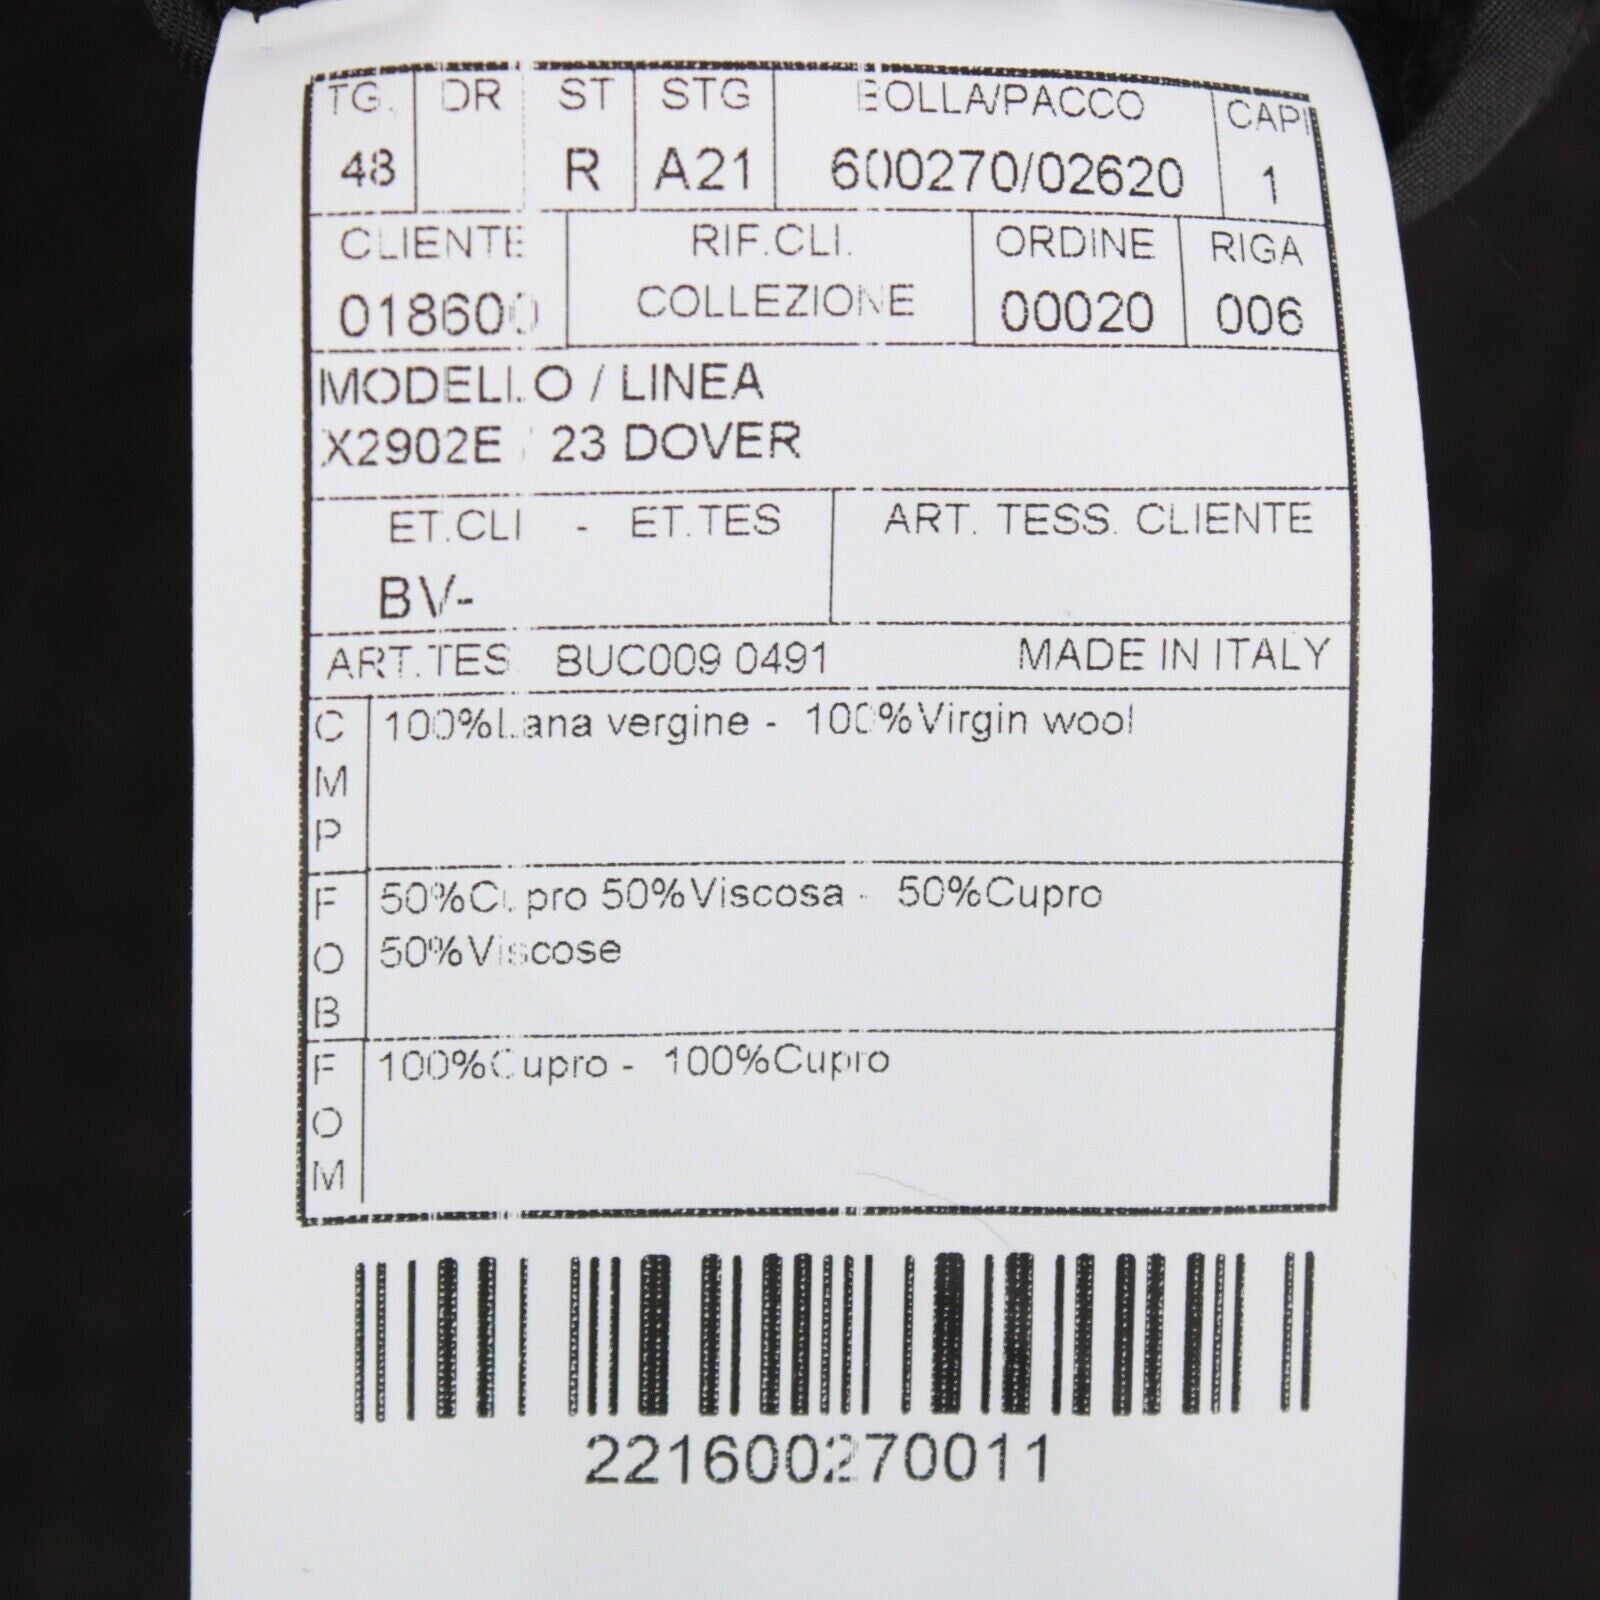 TG. DR ST STG BOLLA/PACCO CAPI
48 R A21 600270/02620 1
CLIENTE RIF.CLI. ORDINE RIGA
018600 COLLEZIONE 00020 006
MODELLO / LINEA
X2902E / 23 DOVER
ET.CLI - ET.TES ART. TESS. CLIENTE
BV-
ART.TES. BUC009 0491 MADE IN ITALY
CMP 100%Lana vergine - 100%Virgin wool
FOB 50%Cupro 50%Viscosa - 50%Cupro
50%Viscose
FOM 100%Cupro - 100%Cupro
221600270011